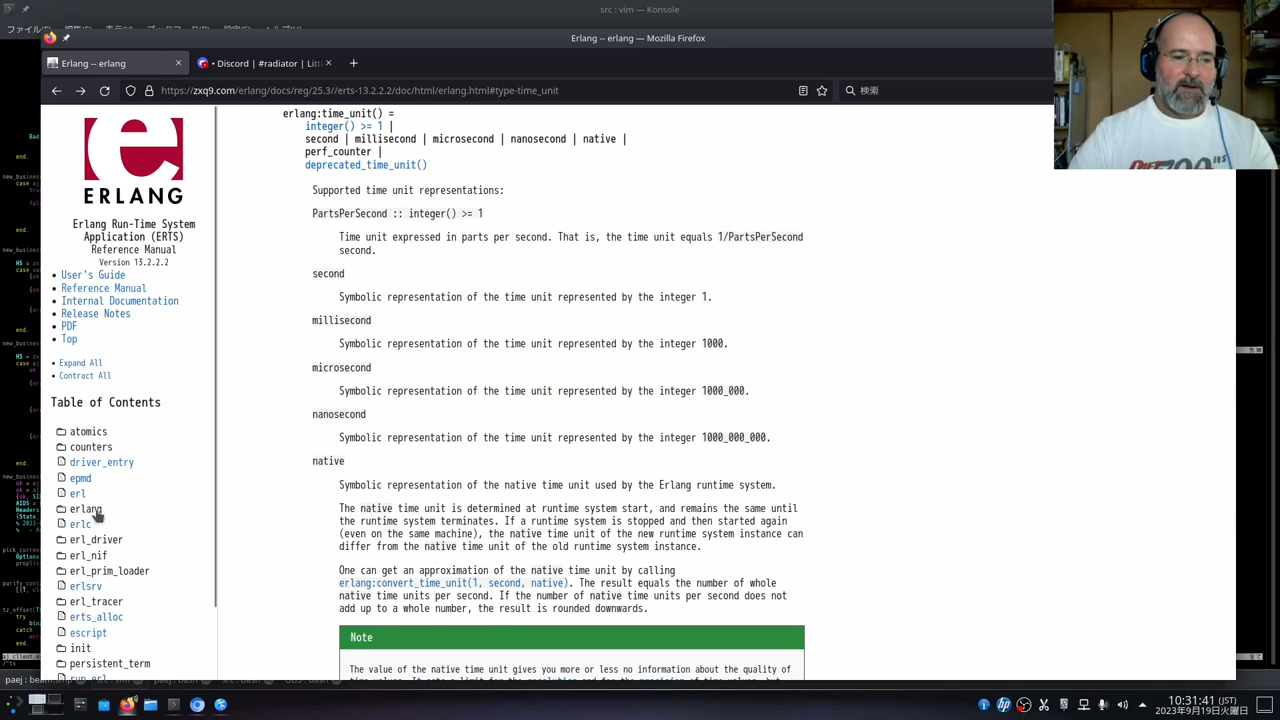 src : vim — Konsole
Erlang -- erlang — Mozilla Firefox
Erlang -- erlang
• Discord | #radiator | Littl
https://zxq9.com/erlang/docs/reg/25.3//erts-13.2.2.2/doc/html/erlang.html#type-time_unit
検索
ERLANG
Erlang Run-Time System
Application (ERTS)
Reference Manual
Version 13.2.2.2
User's Guide
Reference Manual
Internal Documentation
Release Notes
PDF
Top
Expand All
Contract All
Table of Contents
atomics
counters
driver_entry
epmd
erl
erlang
erlc
erl_driver
erl_nif
erl_prim_loader
erlsrv
erl_tracer
erts_alloc
escript
init
persistent_term
run_erl
erlang:time_unit() =
integer() >= 1 |
second | millisecond | microsecond | nanosecond | native |
perf_counter |
deprecated_time_unit()
Supported time unit representations:
PartsPerSecond :: integer() >= 1
Time unit expressed in parts per second. That is, the time unit equals 1/PartsPerSecond
second.
second
Symbolic representation of the time unit represented by the integer 1.
millisecond
Symbolic representation of the time unit represented by the integer 1000.
microsecond
Symbolic representation of the time unit represented by the integer 1000_000.
nanosecond
Symbolic representation of the time unit represented by the integer 1000_000_000.
native
Symbolic representation of the native time unit used by the Erlang runtime system.
The native time unit is determined at runtime system start, and remains the same until
the runtime system terminates. If a runtime system is stopped and then started again
(even on the same machine), the native time unit of the new runtime system instance can
differ from the native time unit of the old runtime system instance.
One can get an approximation of the native time unit by calling
erlang:convert_time_unit(1, second, native). The result equals the number of whole
native time units per second. If the number of native time units per second does not
add up to a whole number, the result is rounded downwards.
Note
The value of the native time unit gives you more or less no information about the quality of
10:31:41 (JST)
2023年9月19日火曜日